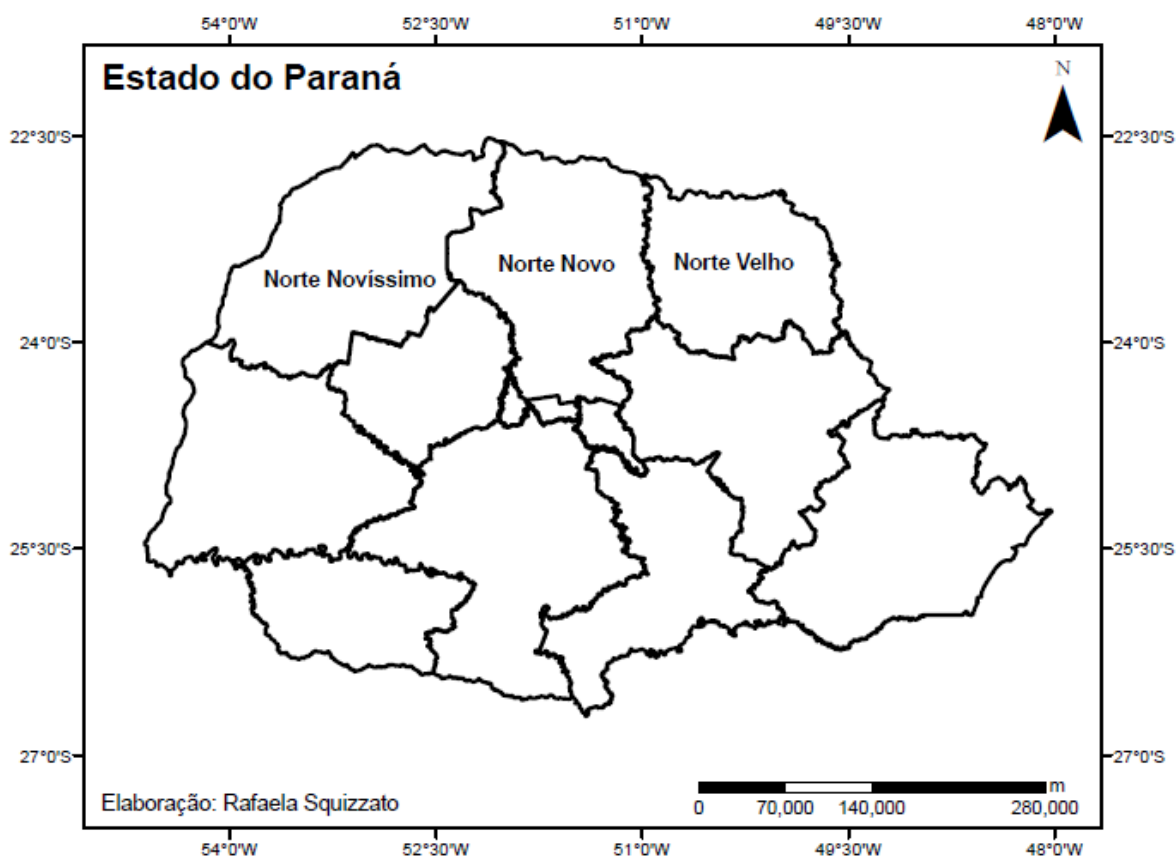 54°0'W 52°30'W 51°0'W 49°30'W 48°0'W
Estado do Paraná
N
22°30'S 22°30'S
Norte Novíssimo Norte Novo Norte Velho
24°0'S 24°0'S
25°30'S 25°30'S
27°0'S 27°0'S
Elaboração: Rafaela Squizzato
m
0 70,000 140,000 280,000
54°0'W 52°30'W 51°0'W 49°30'W 48°0'W